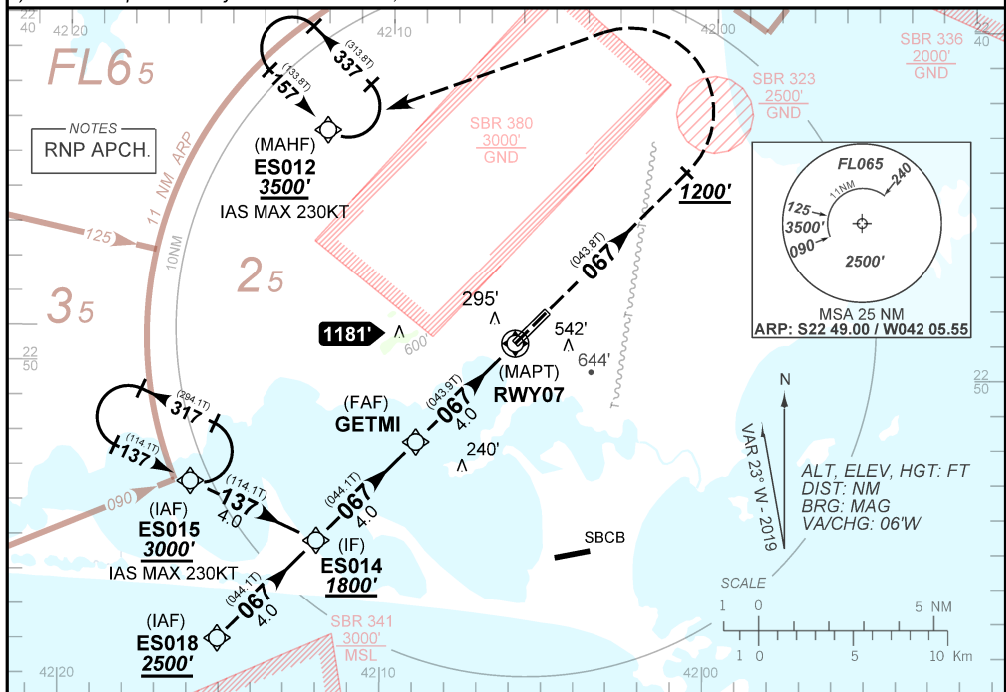 22
40
42 20
42 10
42 00
22
40
FL65
NOTES
RNP APCH.
(313.8T)
337
(133.8T)
157
(MAHF)
ES012
3500'
IAS MAX 230KT
SBR 380
3000'
GND
SBR 323
2500'
GND
SBR 336
2000'
GND
1200'
FL065
240
11NM
125
3500'
090
2500'
MSA 25 NM
ARP: S22 49.00 / W042 05.55
11 NM ARP
10NM
125
35
25
(043.8T)
067
295'
1181'
600'
542'
644'
(MAPT)
RWY07
22
50
22
50
(294.1T)
317
(114.1T)
137
(FAF)
GETMI
(043.9T)
067
4.0
240'
N
VAR 23° W - 2019
ALT, ELEV, HGT: FT
DIST: NM
BRG: MAG
VA/CHG: 06'W
090
(114.1T)
137
4.0
(044.1T)
067
4.0
(IAF)
ES015
3000'
IAS MAX 230KT
(IF)
ES014
1800'
SBCB
(044.1T)
067
4.0
(IAF)
ES018
2500'
SBR 341
3000'
MSL
SCALE
1 0 5 NM
1 0 5 10 Km
42 20
42 10
42 00